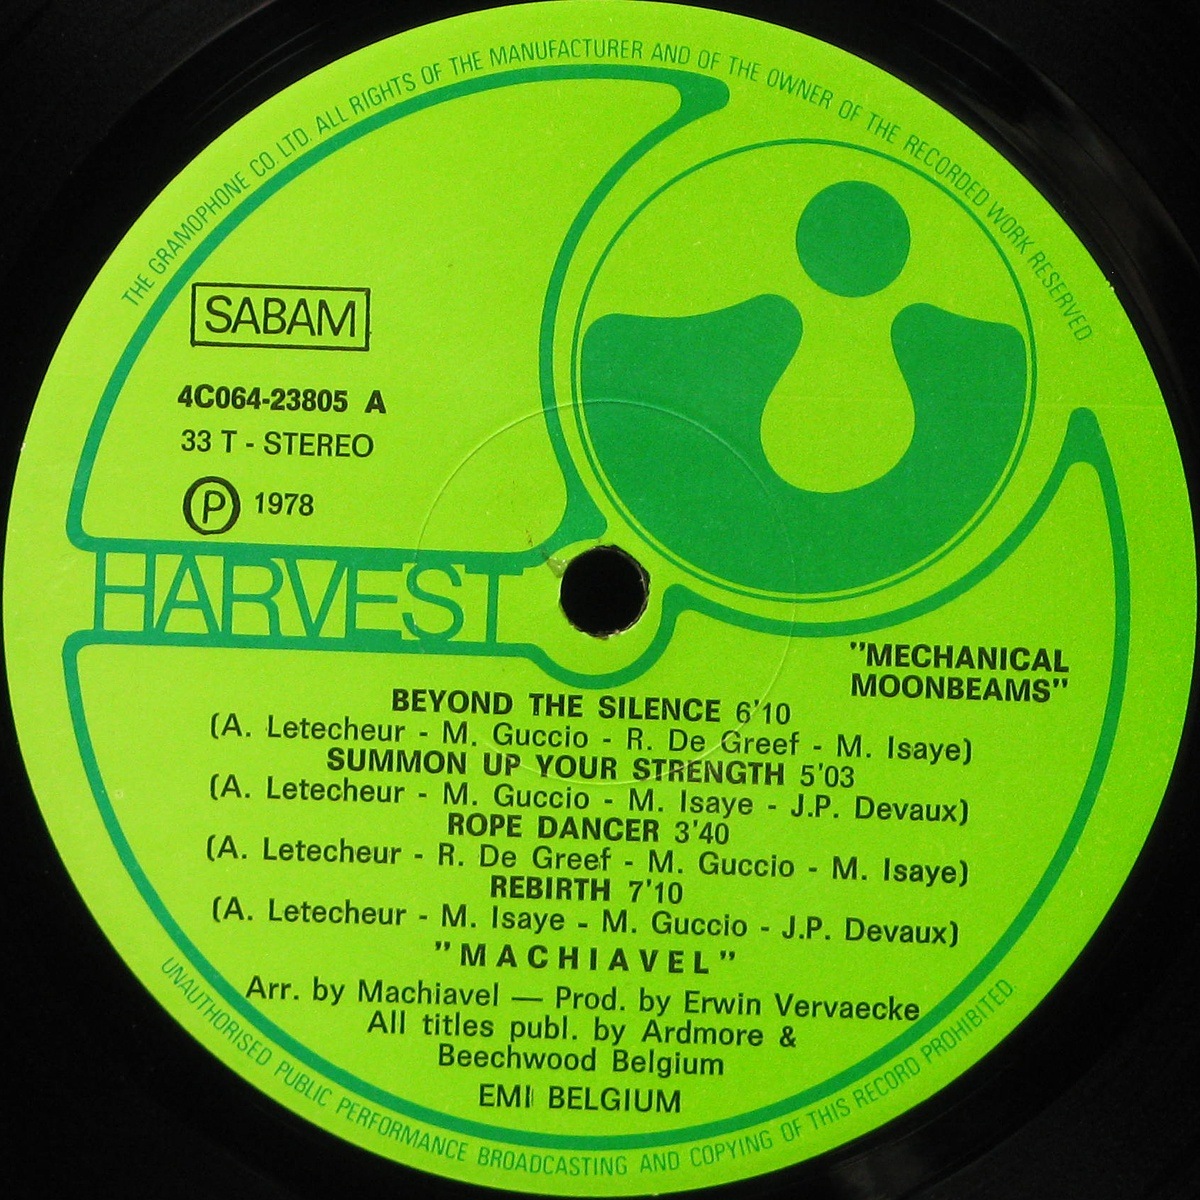 THE GRAMOPHONE CO. LTD. ALL RIGHTS OF THE MANUFACTURER AND OF THE OWNER OF THE RECORDED WORK RESERVED
SABAM
4C064-23805 A
33 T - STEREO
Ⓟ 1978
HARVEST
"MECHANICAL
MOONBEAMS"
BEYOND THE SILENCE 6'10
(A. Letecheur - M. Guccio - R. De Greef - M. Isaye)
SUMMON UP YOUR STRENGTH 5'03
(A. Letecheur - M. Guccio - M. Isaye - J.P. Devaux)
ROPE DANCER 3'40
(A. Letecheur - R. De Greef - M. Guccio - M. Isaye)
REBIRTH 7'10
(A. Letecheur - M. Isaye - M. Guccio - J.P. Devaux)
"MACHIAVEL"
Arr. by Machiavel — Prod. by Erwin Vervaecke
All titles publ. by Ardmore &
Beechwood Belgium
EMI BELGIUM
UNAUTHORISED PUBLIC PERFORMANCE BROADCASTING AND COPYING OF THIS RECORD PROHIBITED.